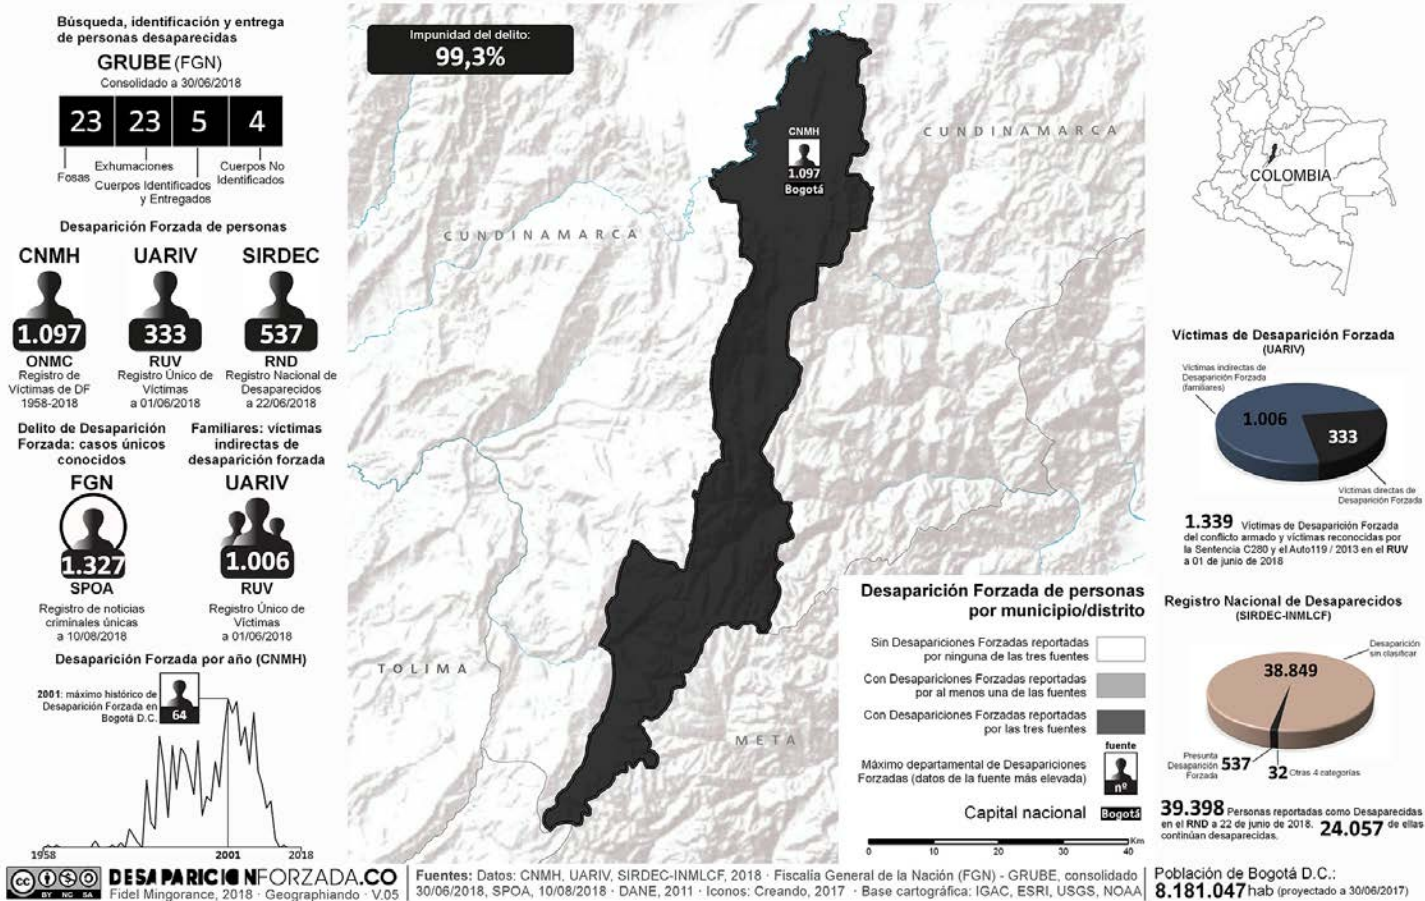 Búsqueda, identificación y entrega
de personas desaparecidas
GRUBE (FGN)
Consolidado a 30/06/2018
23 23 5 4
Fosas
Exhumaciones
Cuerpos Identificados
y Entregados
Cuerpos No
Identificados
Desaparición Forzada de personas
CNMH UARIV SIRDEC
1.097 333 537
ONMC RUV RND
Registro de
Víctimas de DF
1958-2018
Registro Único de
Víctimas
a 01/06/2018
Registro Nacional de
Desaparecidos
a 22/06/2018
Delito de Desaparición
Forzada: casos únicos
conocidos
FGN
1.327
SPOA
Registro de noticias
criminales únicas
a 10/08/2018
Familiares: víctimas
indirectas de
desaparición forzada
UARIV
1.006
RUV
Registro Único de
Víctimas
a 01/06/2018
Desaparición Forzada por año (CNMH)
2001: máximo histórico de
Desaparición Forzada en
Bogotá D.C.
64
1958 2001 2018
Impunidad del delito:
99,3%
CUNDINAMARCA
CNMH
1.097
Bogotá
CUNDINAMARCA
TOLIMA
META
Desaparición Forzada de personas
por municipio/distrito
Sin Desapariciones Forzadas reportadas
por ninguna de las tres fuentes
Con Desapariciones Forzadas reportadas
por al menos una de las fuentes
Con Desapariciones Forzadas reportadas
por las tres fuentes
Máximo departamental de Desapariciones
Forzadas (datos de la fuente más elevada)
fuente
nº
Capital nacional Bogotá
Km
0 10 20 40
COLOMBIA
Víctimas de Desaparición Forzada
(UARIV)
Víctimas indirectas de
Desaparición Forzada
(familiares)
1.006
333
Víctimas directas de
Desaparición Forzada
1.339 Víctimas de Desaparición Forzada
del conflicto armado y víctimas reconocidas por
la Sentencia C280 y el Auto119 / 2013 en el RUV
a 01 de junio de 2018
Registro Nacional de Desaparecidos
(SIRDEC-INMLCF)
Desaparición
sin clasificar
38.849
Presunta
Desaparición
Forzada
537
32 Otras 4 categorías
39.398 Personas reportadas como Desaparecidas
en el RND a 22 de junio de 2018. 24.057 de ellas
continúan desaparecidas.
cc BY NC SA
DESAPARICIONFORZADA.CO
Fidel Mingorance, 2018 · Geographiando · V.05
Fuentes: Datos: CNMH, UARIV, SIRDEC-INMLCF, 2018 · Fiscalía General de la Nación (FGN) - GRUBE, consolidado
30/06/2018, SPOA, 10/08/2018 · DANE, 2011 · Iconos: Creando, 2017 · Base cartográfica: IGAC, ESRI, USGS, NOAA
Población de Bogotá D.C.:
8.181.047 hab (proyectado a 30/06/2017)